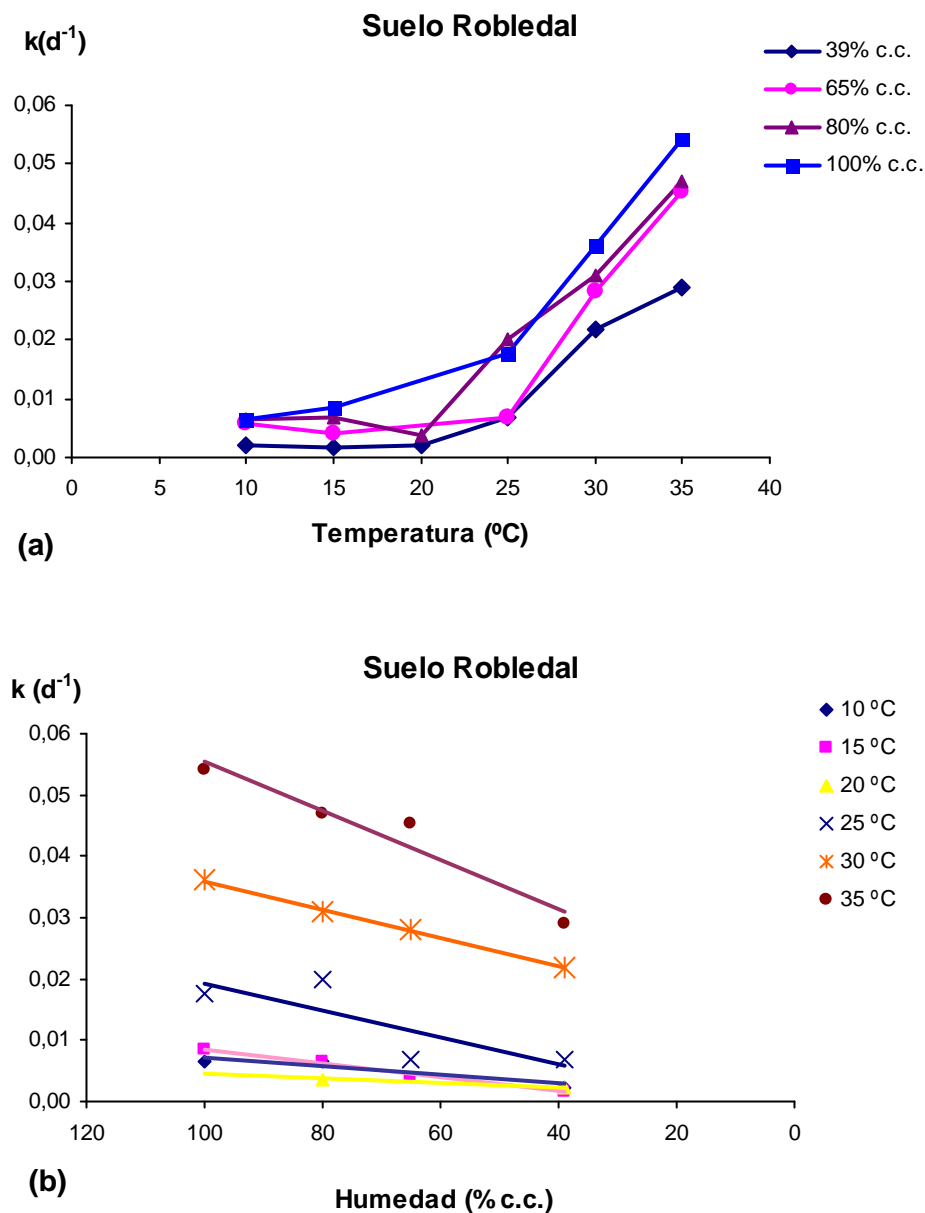 Suelo Robledal
k(d-1)
39% c.c.
65% c.c.
80% c.c.
100% c.c.
0,06
0,05
0,04
0,03
0,02
0,01
0,00
0 5 10 15 20 25 30 35 40
Temperatura (ºC)
(a)
Suelo Robledal
k (d-1)
10 ºC
15 ºC
20 ºC
25 ºC
30 ºC
35 ºC
0,06
0,05
0,04
0,03
0,02
0,01
0,00
120 100 80 60 40 20 0
Humedad (% c.c.)
(b)